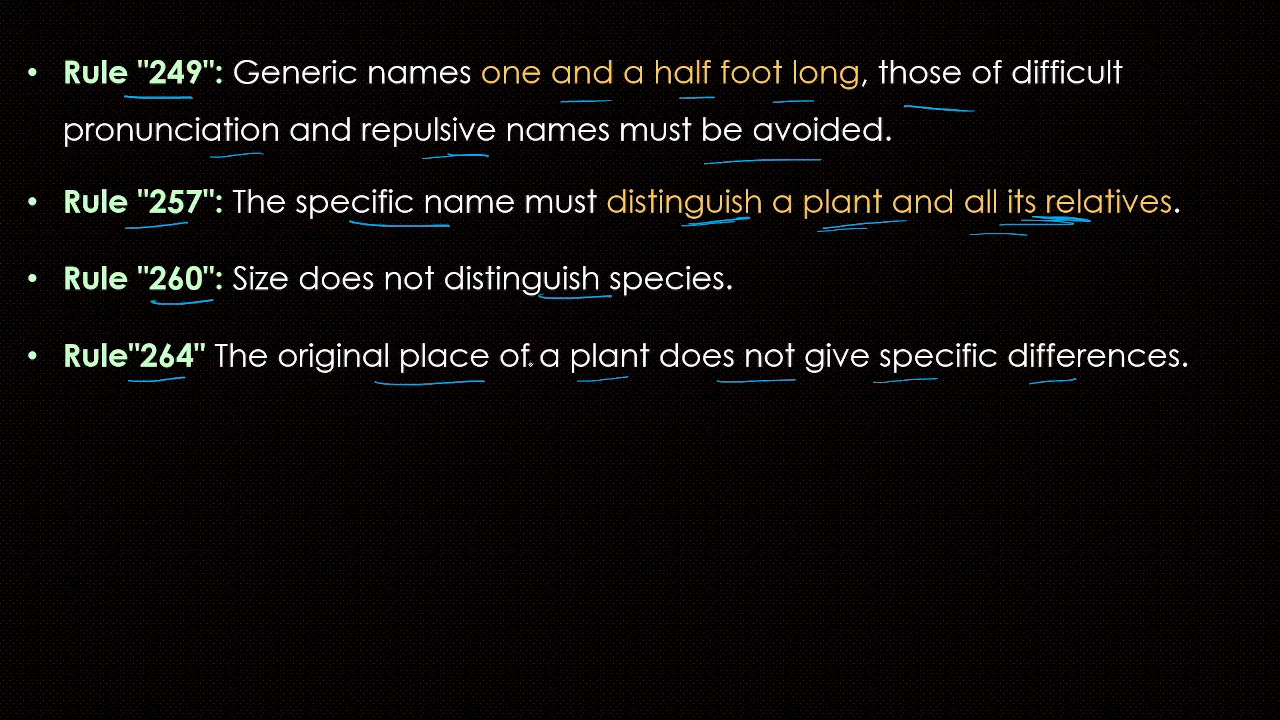 • Rule "249": Generic names one and a half foot long, those of difficult
pronunciation and repulsive names must be avoided.
• Rule "257": The specific name must distinguish a plant and all its relatives.
• Rule "260": Size does not distinguish species.
• Rule"264" The original place of a plant does not give specific differences.